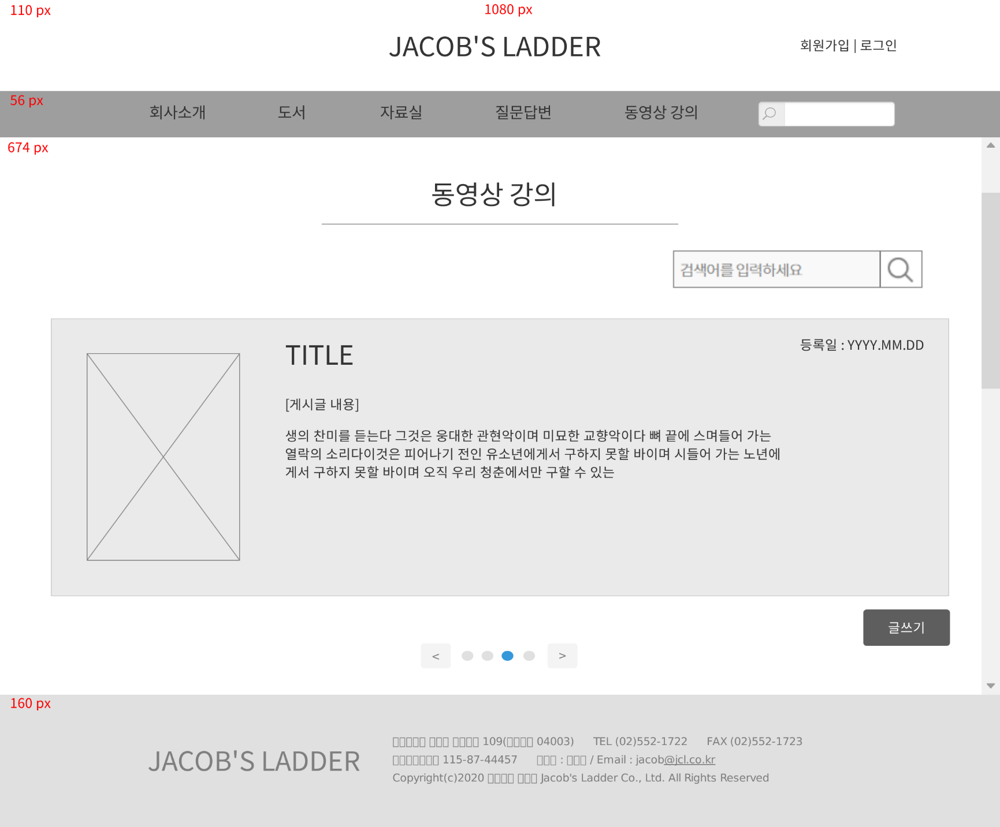 110 px
1080 px
JACOB'S LADDER
회원가입 | 로그인
56 px
회사소개 도서 자료실 질문답변 동영상 강의
674 px
동영상 강의
검색어를 입력하세요
TITLE
등록일 : YYYY.MM.DD
[게시글 내용]
생의 찬미를 듣는다 그것은 웅대한 관현악이며 미묘한 교향악이다 뼈 끝에 스며들어 가는
열락의 소리다이것은 피어나기 전인 유소년에게서 구하지 못할 바이며 시들어 가는 노년에
게서 구하지 못할 바이며 오직 우리 청춘에서만 구할 수 있는
글쓰기
< >
160 px
JACOB'S LADDER
109( 04003) TEL (02)552-1722 FAX (02)552-1723
115-87-44457 : / Email : jacob@jcl.co.kr
Copyright(c)2020 Jacob's Ladder Co., Ltd. All Rights Reserved